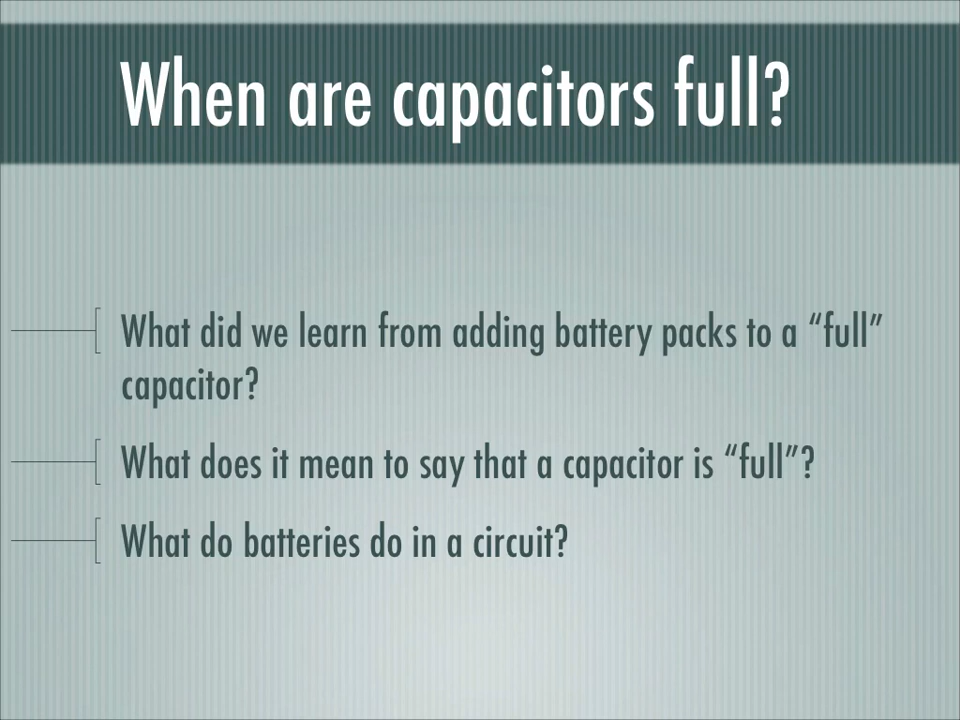 When are capacitors full?
What did we learn from adding battery packs to a “full”
capacitor?
What does it mean to say that a capacitor is “full”?
What do batteries do in a circuit?